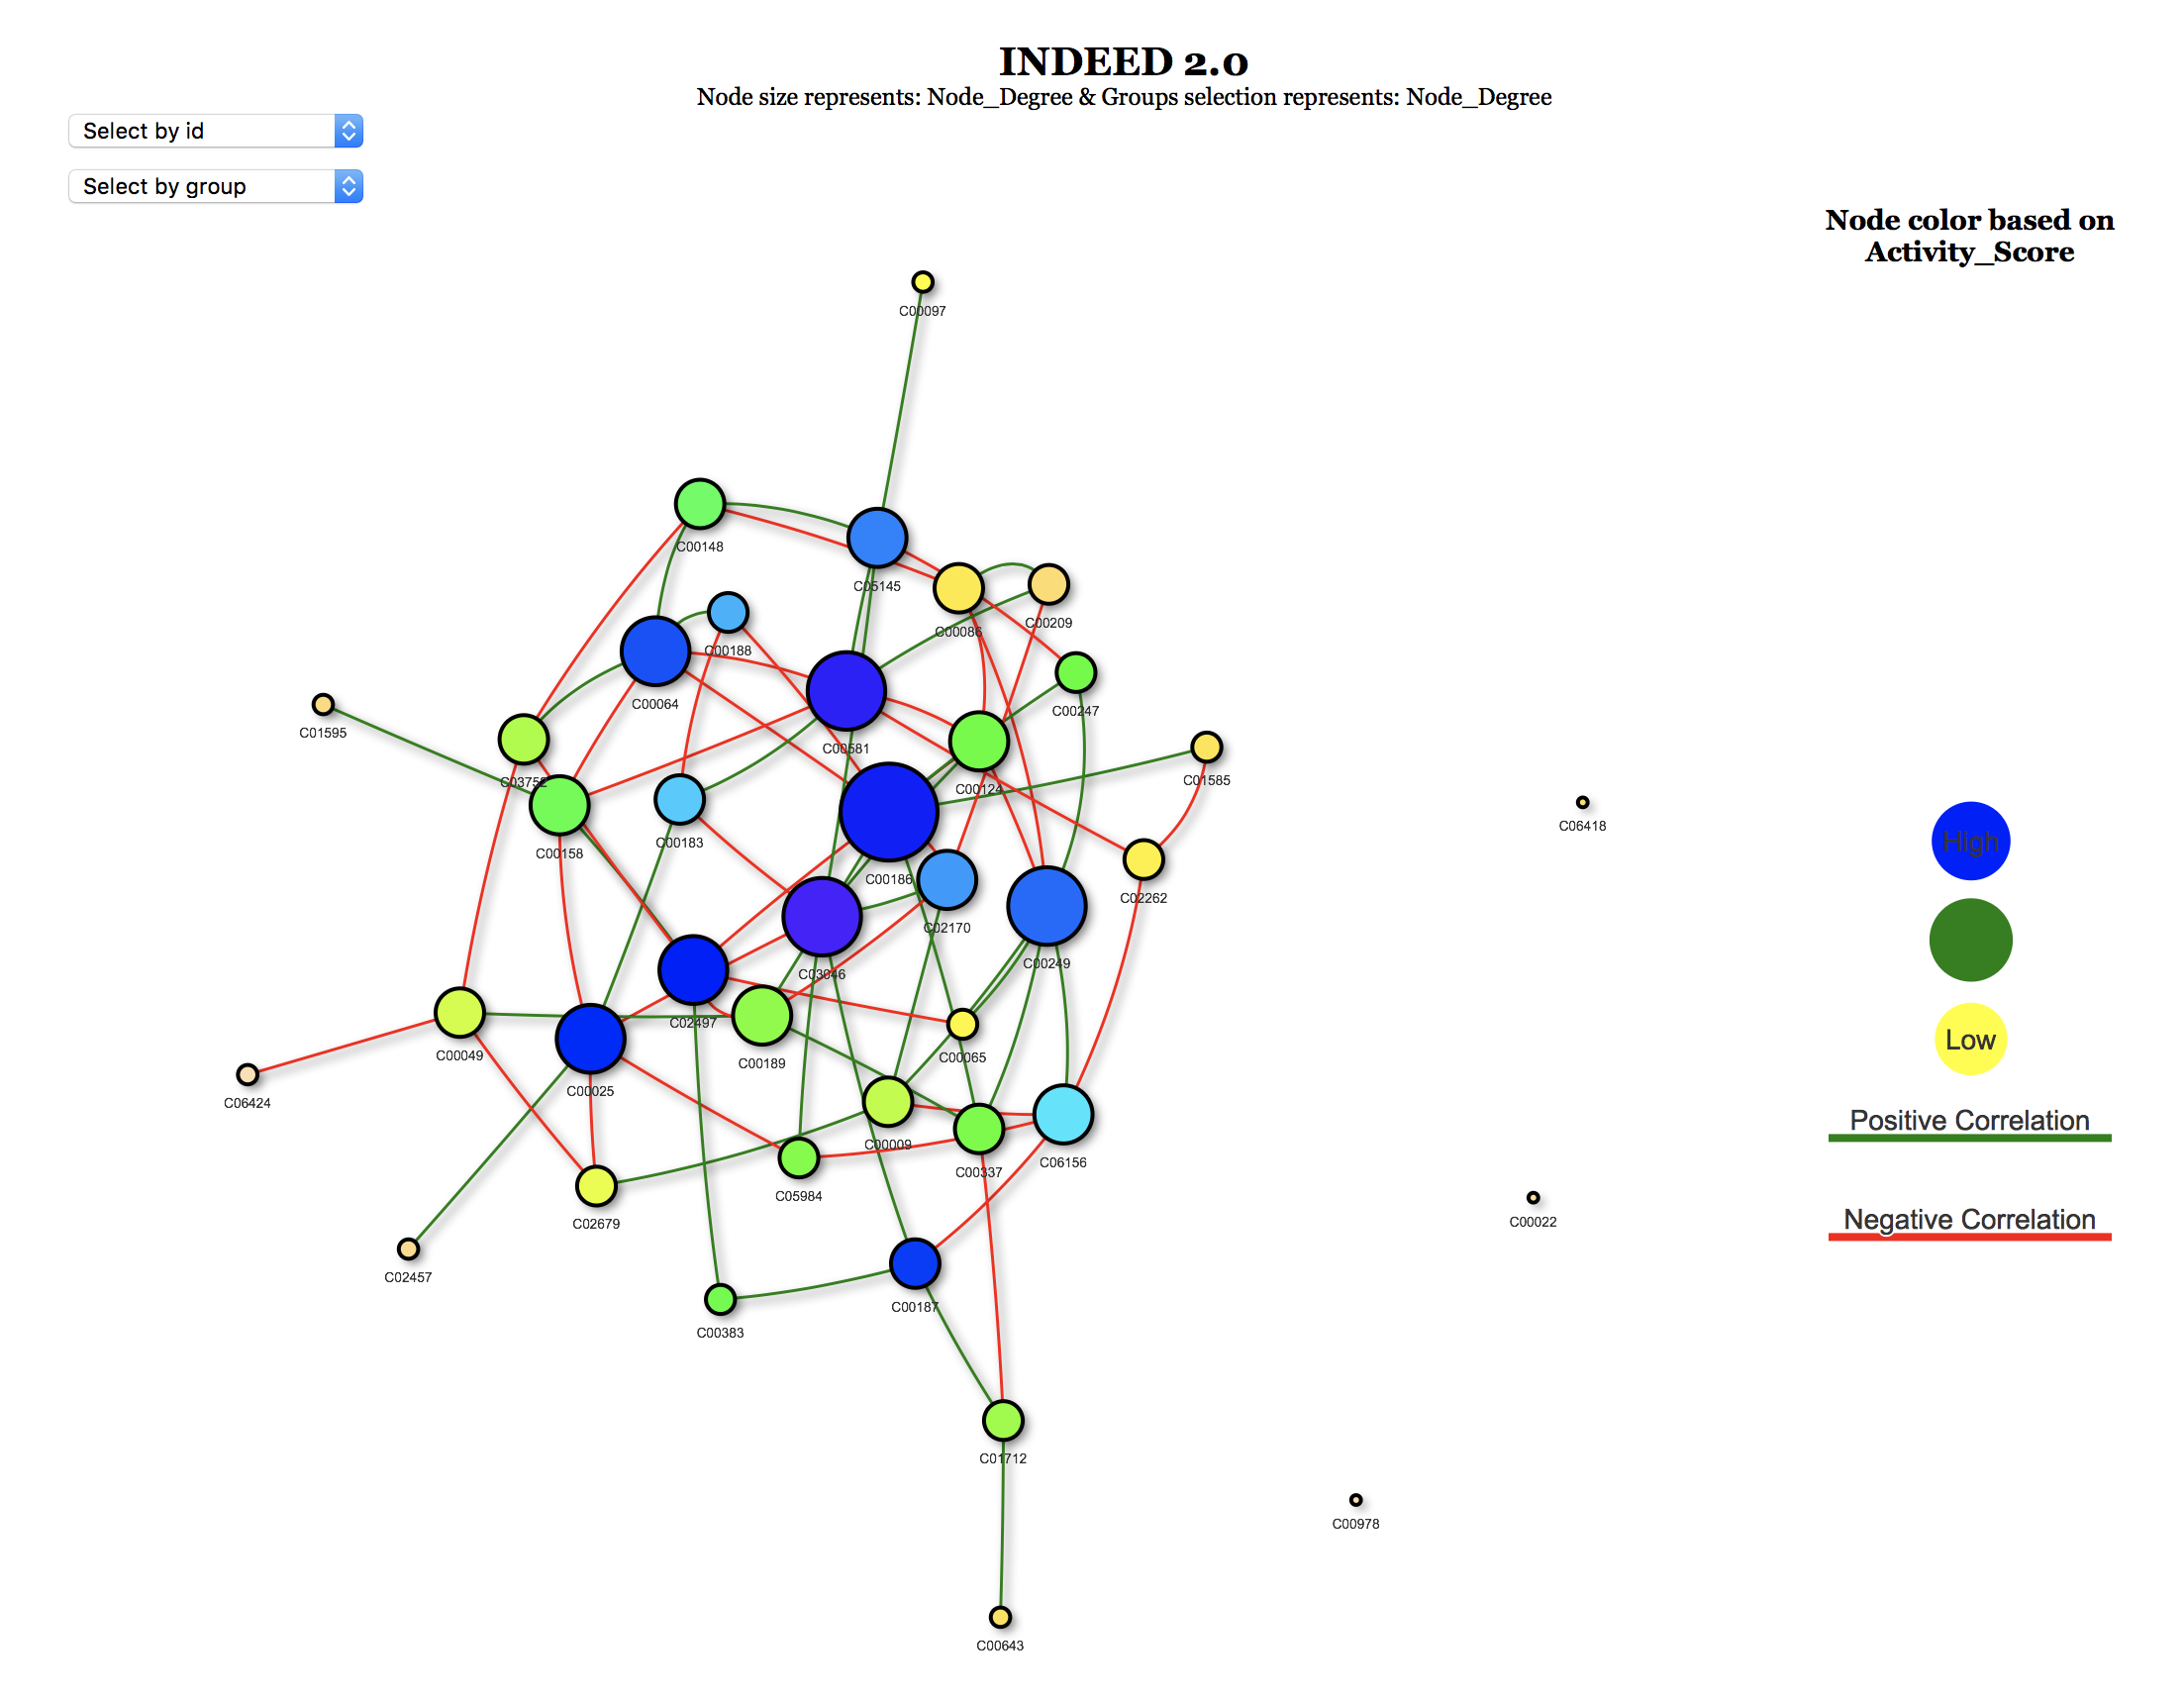 INDEED 2.0
Node size represents: Node_Degree & Groups selection represents: Node_Degree
Select by id
Select by group
Node color based on
Activity_Score
C00097
C00148
C05145
C00086
C00209
C00188
C00064
C00247
C01595
C00581
C03752
C00124
C01585
C06418
C00183
C00158
High
C00186
C02262
C02170
C00249
C03046
C02497
C00049
C00189
C00065
Low
C00025
C06424
Positive Correlation
C00009
C06156
C00337
C05984
C02679
C00022
Negative Correlation
C02457
C00187
C00383
C01712
C00978
C00643